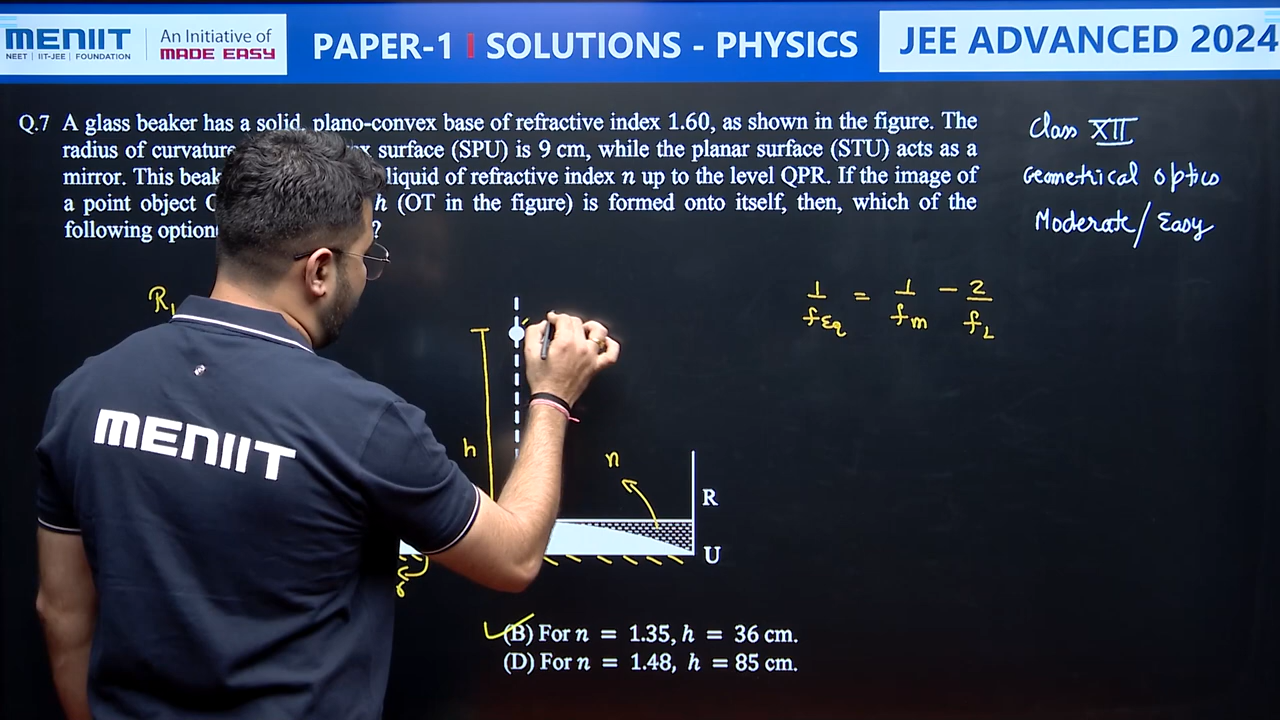 MENIIT
NEET | IIT-JEE | FOUNDATION
An Initiative of
MADE EASY
PAPER-1 | SOLUTIONS - PHYSICS
JEE ADVANCED 2024
Q.7 A glass beaker has a solid, plano-convex base of refractive index 1.60, as shown in the figure. The
radius of curvature surface (SPU) is 9 cm, while the planar surface (STU) acts as a
mirror. This liquid of refractive index n up to the level QPR. If the image of
a point object h (OT in the figure) is formed onto itself, then, which of the
following ?
Class XII
Geometrical optics
Moderate/Easy
R₁
1/f_Eq = 1/f_m - 2/f_L
h
n
R
U
MENIIT
(B) For n = 1.35, h = 36 cm.
(D) For n = 1.48, h = 85 cm.